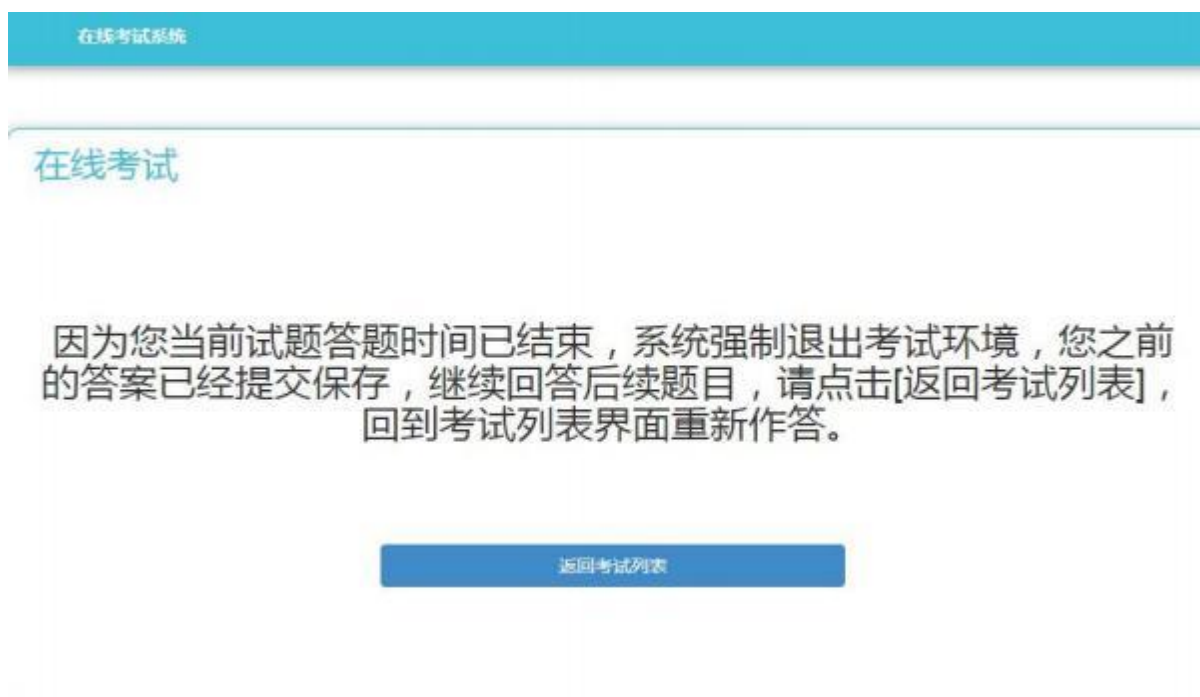 在线考试系统
在线考试
因为您当前试题答题时间已结束，系统强制退出考试环境，您之前
的答案已经提交保存，继续回答后续题目，请点击[返回考试列表]，
回到考试列表界面重新作答。
返回考试列表